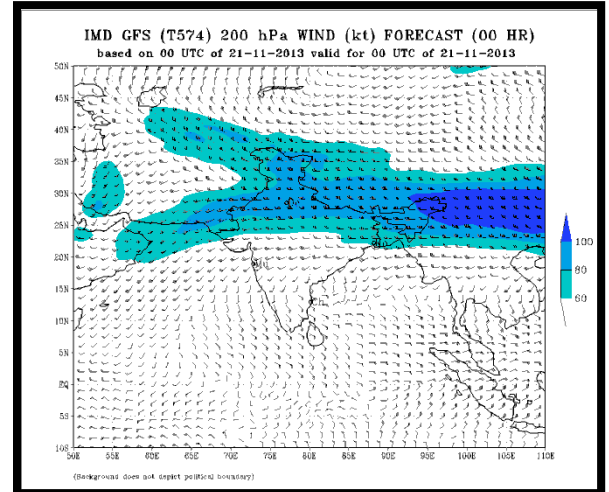 IMD GFS (T574) 200 hPa WIND (kt) FORECAST (00 HR)
based on 00 UTC of 21-11-2013 valid for 00 UTC of 21-11-2013
50N
45N
40N
35N
30N
25N
20N
15N
10N
5N
EQ
5S
10S
50E 55E 60E 65E 70E 75E 80E 85E 90E 95E 100E 105E 110E
100
80
60
(Background does not depict political boundary)